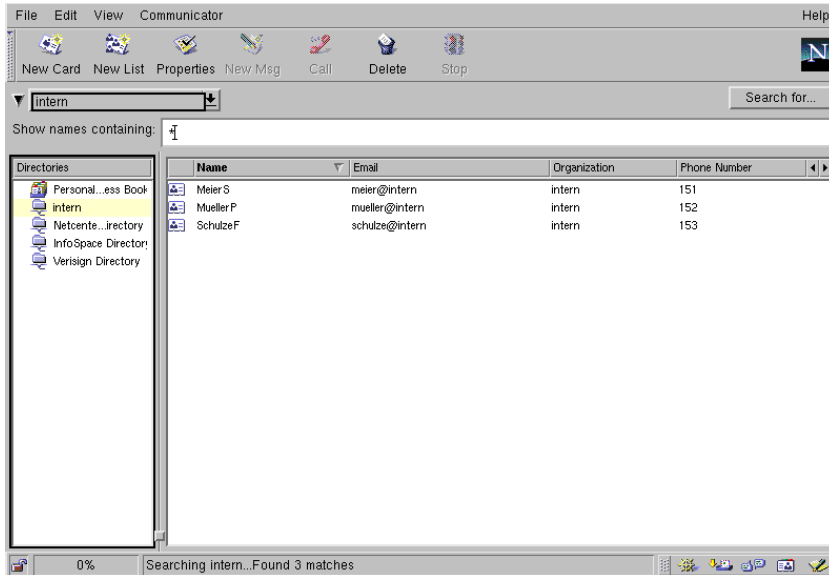 File Edit View Communicator Help
New Card New List Properties New Msg Call Delete Stop
N
intern
Search for...
Show names containing: *
Directories
Name Email Organization Phone Number
Personal...ess Book
intern
Netcente...irectory
InfoSpace Directory
Verisign Directory
MeierS meier@intern intern 151
MuellerP mueller@intern intern 152
SchulzeF schulze@intern intern 153
0% Searching intern...Found 3 matches